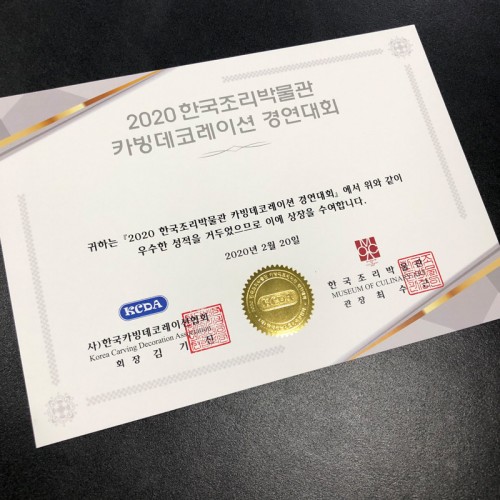 2020 한국조리박물관
카빙데코레이션 경연대회
귀하는 『2020 한국조리박물관 카빙데코레이션 경연대회』에서 위와 같이
우수한 성적을 거두었으므로 이에 상장을 수여합니다.
2020년 2월 20일
KCDA
사)한국카빙데코레이션협회
Korea Carving Decoration Association
회장 김 기 진
KCDA
한국조리박물관
MUSEUM OF CULINARY ART
관장 최 수